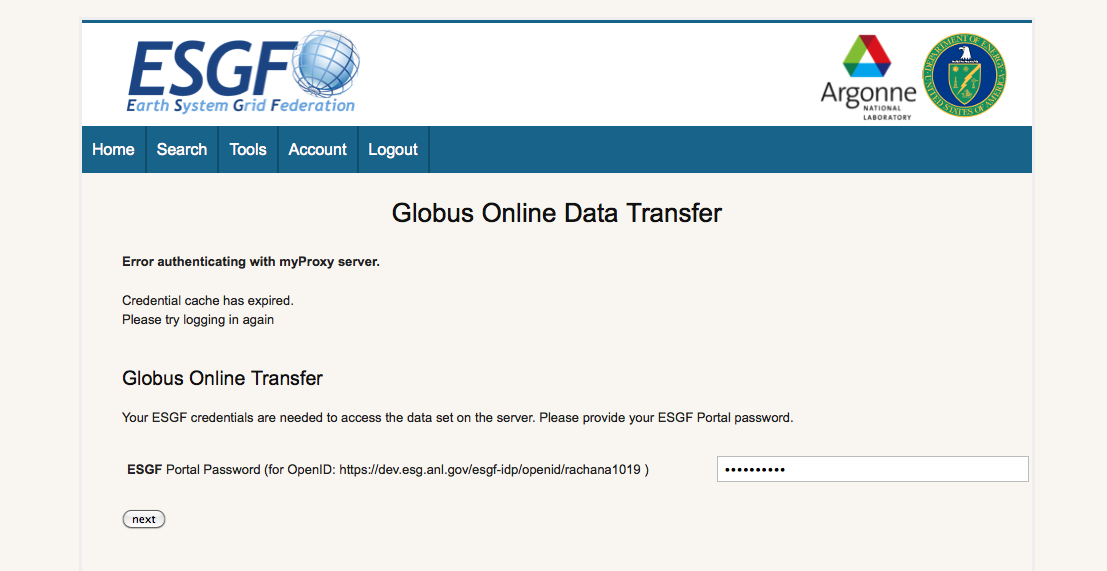 ESGF
Earth System Grid Federation
Argonne
NATIONAL
LABORATORY
DEPARTMENT OF ENERGY
UNITED STATES OF AMERICA
Home Search Tools Account Logout
Globus Online Data Transfer
Error authenticating with myProxy server.
Credential cache has expired.
Please try logging in again
Globus Online Transfer
Your ESGF credentials are needed to access the data set on the server. Please provide your ESGF Portal password.
ESGF Portal Password (for OpenID: https://dev.esg.anl.gov/esgf-idp/openid/rachana1019 ) ••••••••••
next